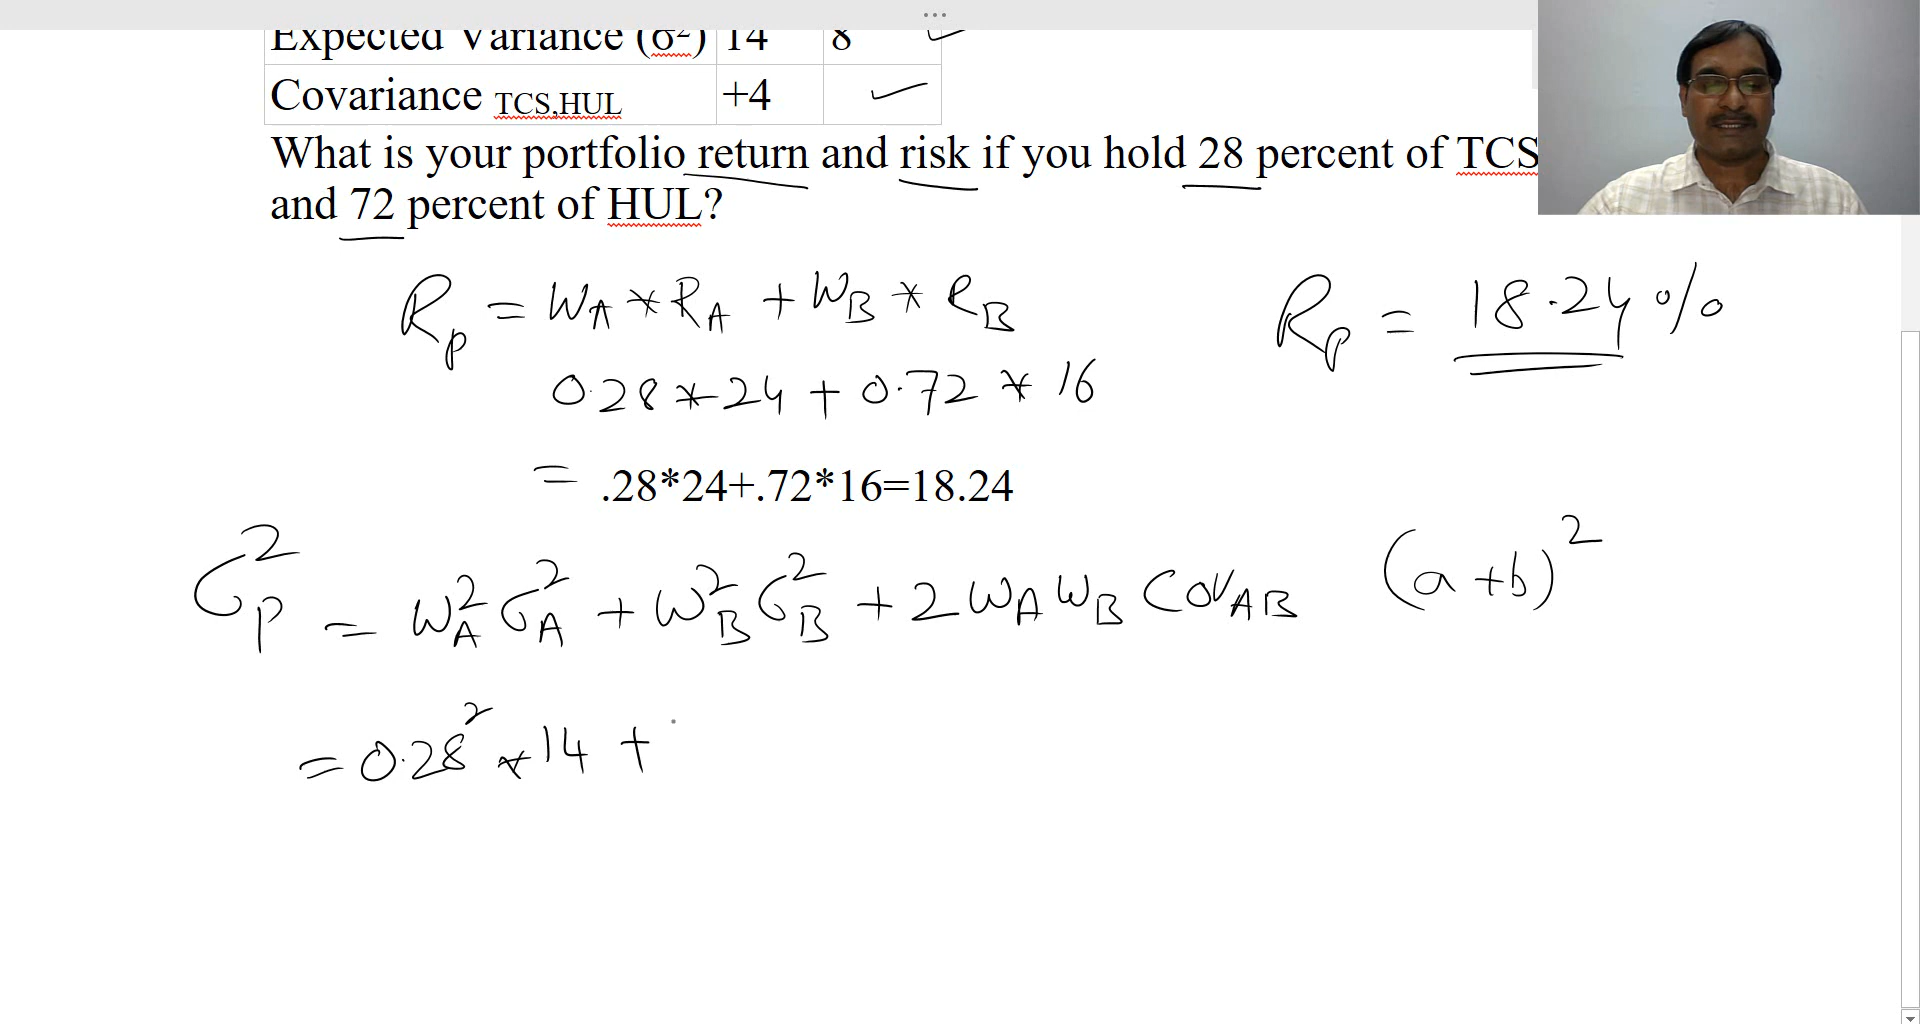 Expected Variance (σ²) 14 8
Covariance TCS,HUL +4
What is your portfolio return and risk if you hold 28 percent of TCS
and 72 percent of HUL?
Rp = WA * RA + WB * RB
Rp = 18.24 %
0.28 * 24 + 0.72 * 16
= .28*24+.72*16=18.24
σp² = WA² σA² + WB² σB² + 2 WA WB COVAB
(a+b)²
= 0.28² * 14 +